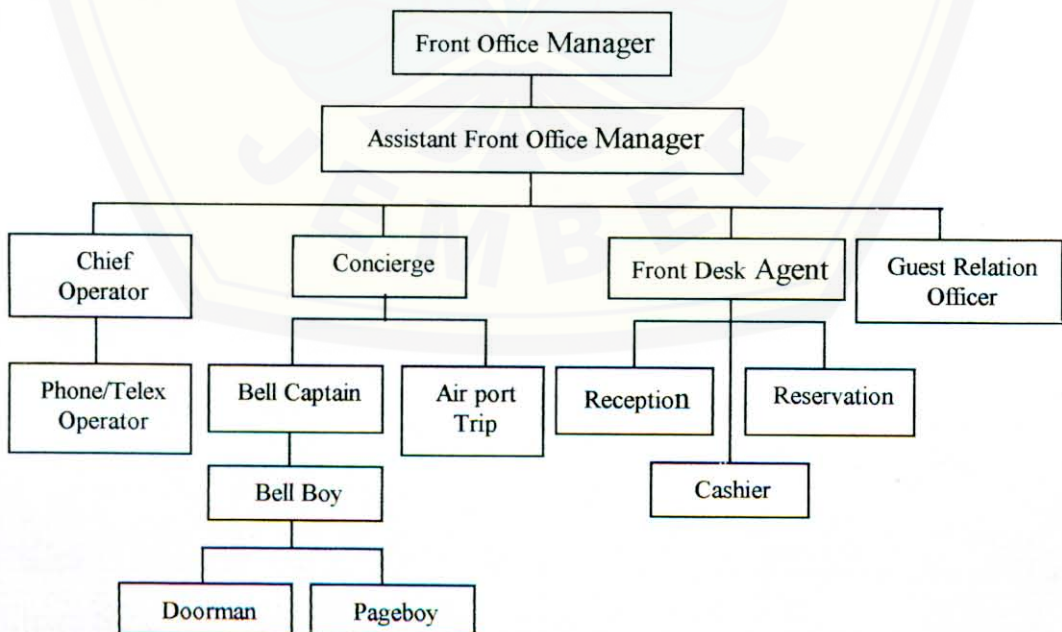 Front Office Manager
Assistant Front Office Manager
Chief
Operator
Concierge
Front Desk Agent
Guest Relation
Officer
Phone/Telex
Operator
Bell Captain
Air port
Trip
Reception
Reservation
Bell Boy
Cashier
Doorman
Pageboy
JEMBER